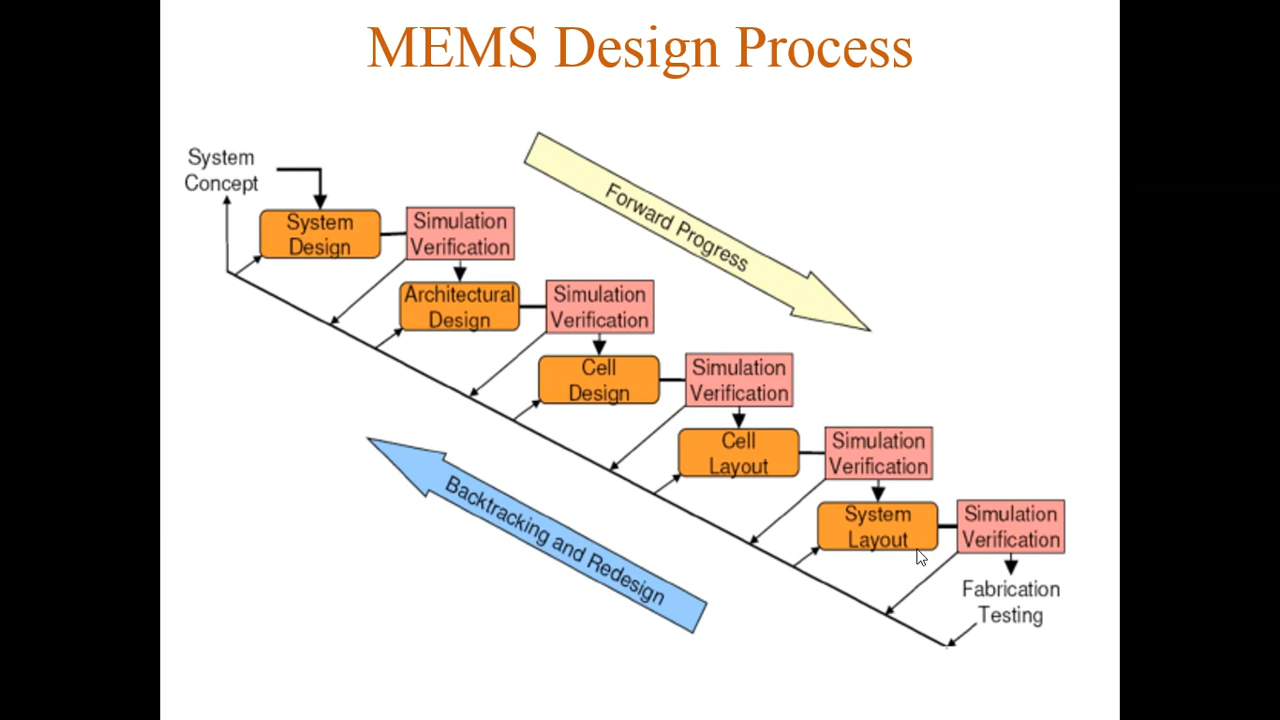 MEMS Design Process
System
Concept
System
Design
Simulation
Verification
Forward Progress
Architectural
Design
Simulation
Verification
Cell
Design
Simulation
Verification
Cell
Layout
Simulation
Verification
Backtracking and Redesign
System
Layout
Simulation
Verification
Fabrication
Testing